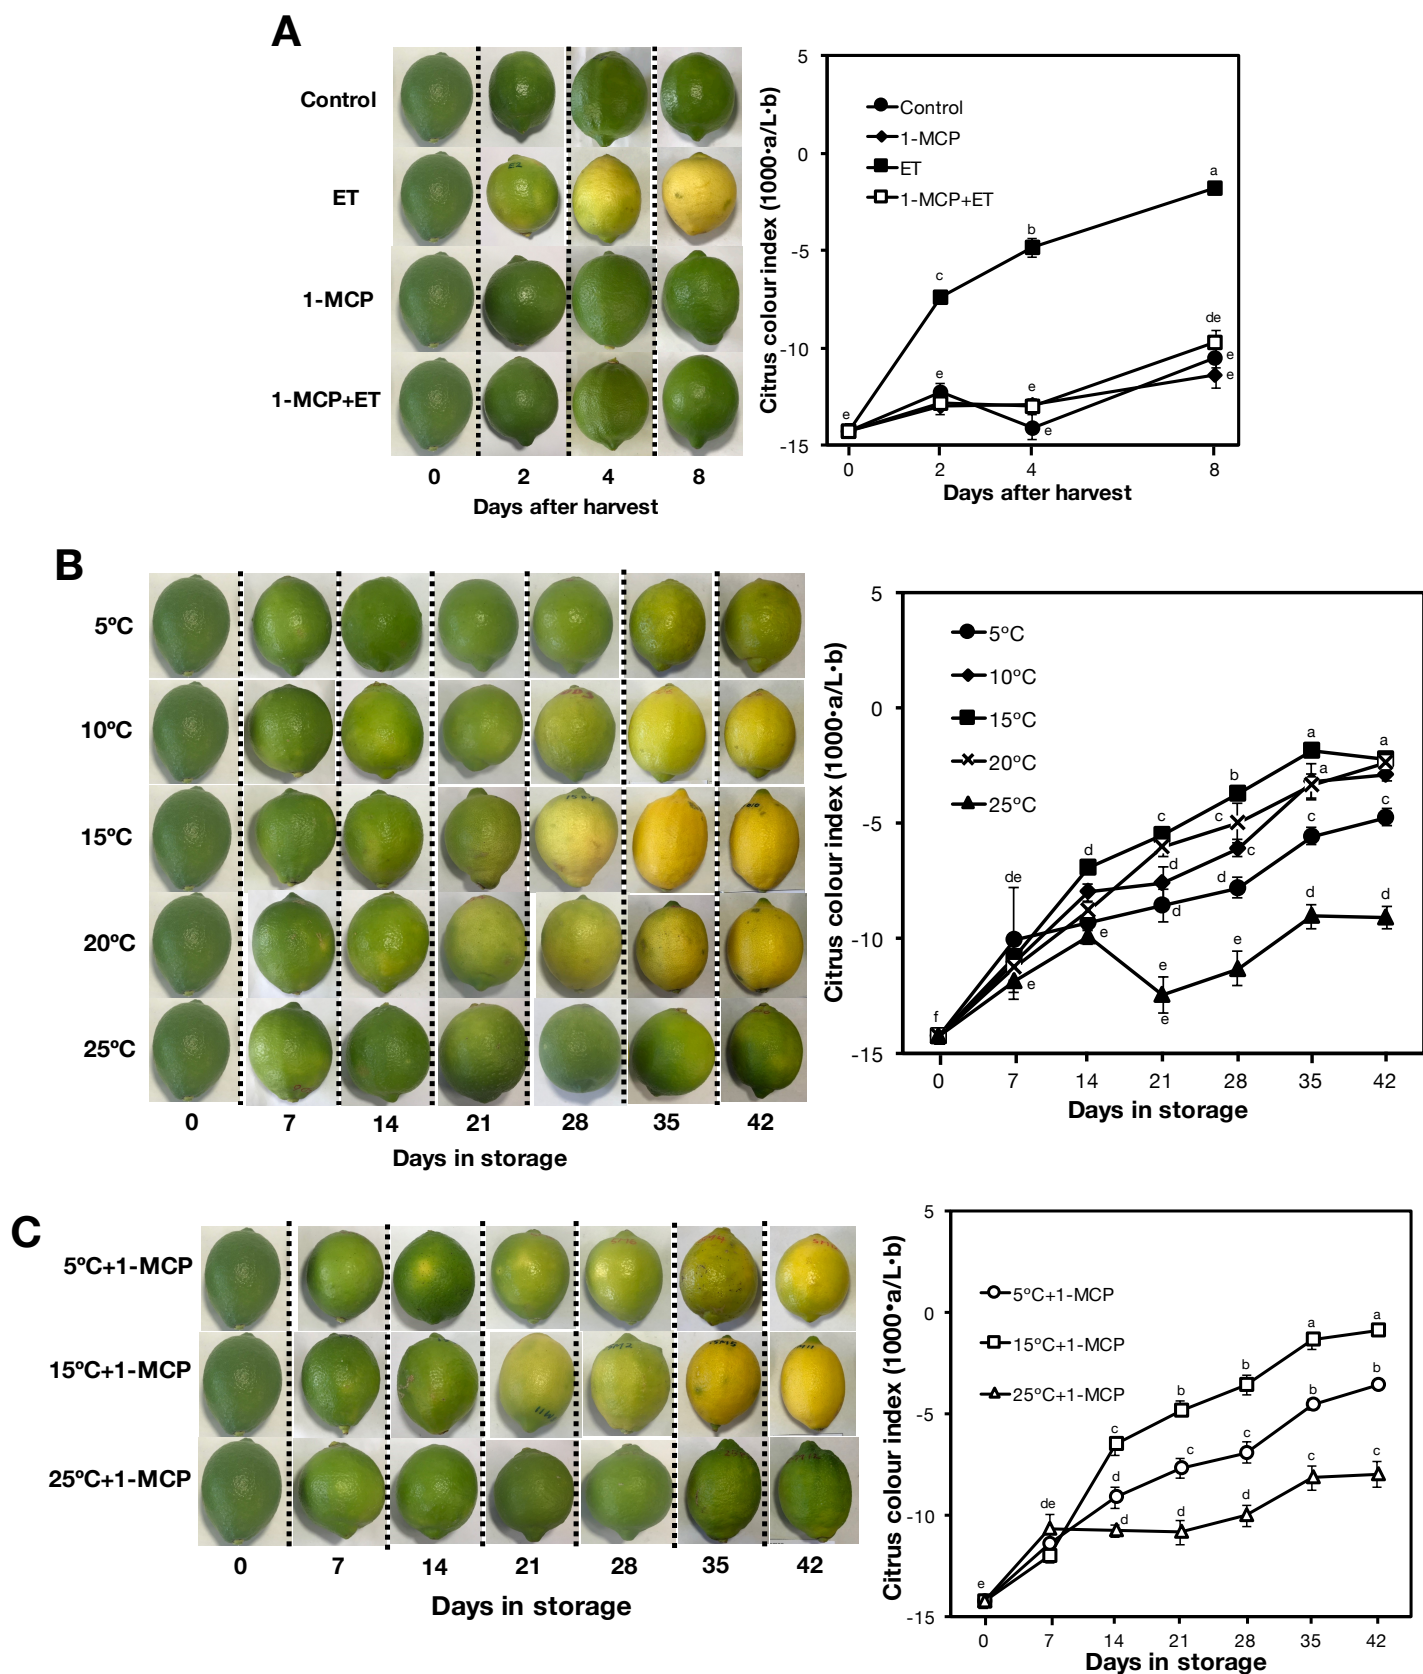 A
Control
ET
1-MCP
1-MCP+ET
0 2 4 8
Days after harvest
Citrus colour index (1000•a/L•b)
5
0
-5
-10
-15
Control
1-MCP
ET
1-MCP+ET
a
b
c
de
e
e
e
e
e
e
0 2 4 8
Days after harvest
B
5ºC
10ºC
15ºC
20ºC
25ºC
0 7 14 21 28 35 42
Days in storage
Citrus colour index (1000•a/L•b)
5
0
-5
-10
-15
5ºC
10ºC
15ºC
20ºC
25ºC
a a
a
b
c c c c
d
d
c
d d
de
d d
e
e
e
e
e
f
0 7 14 21 28 35 42
Days in storage
C
5ºC+1-MCP
15ºC+1-MCP
25ºC+1-MCP
0 7 14 21 28 35 42
Days in storage
Citrus colour index (1000•a/L•b)
5
0
-5
-10
-15
5ºC+1-MCP
15ºC+1-MCP
25ºC+1-MCP
a a
b b
b b
c
c c
c c
d
d d d
de
e
0 7 14 21 28 35 42
Days in storage